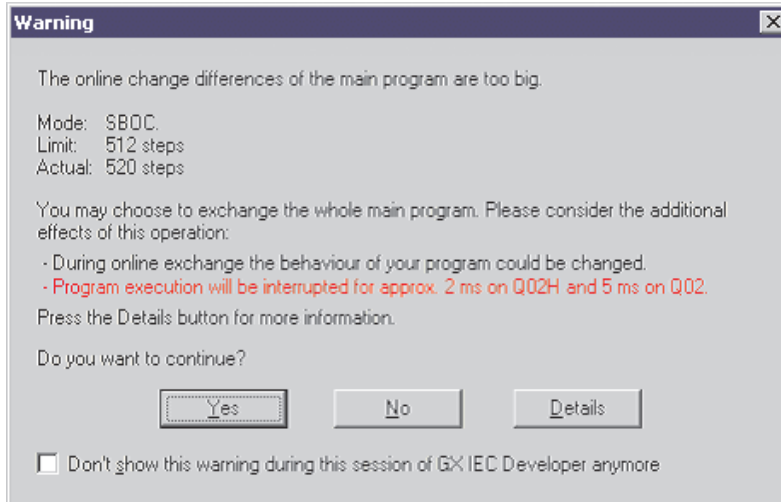 Warning
The online change differences of the main program are too big.
Mode: SBOC.
Limit: 512 steps
Actual: 520 steps
You may choose to exchange the whole main program. Please consider the additional
effects of this operation:
- During online exchange the behaviour of your program could be changed.
- Program execution will be interrupted for approx. 2 ms on Q02H and 5 ms on Q02.
Press the Details button for more information.
Do you want to continue?
Yes No Details
Don't show this warning during this session of GX IEC Developer anymore